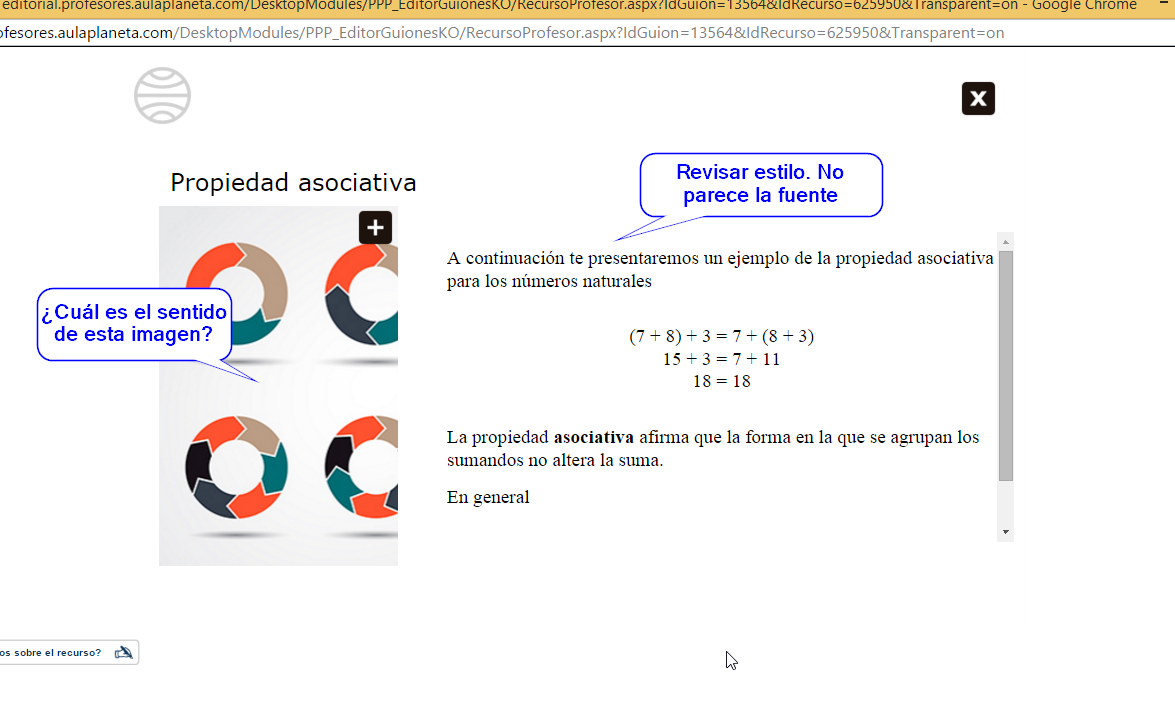 editorial.profesores.aulaplaneta.com/DesktopModules/PPP_EditorGuionesKO/RecursoProfesor.aspx?IdGuion=13564&IdRecurso=625950&Transparent=on - Google Chrome
ofesores.aulaplaneta.com/DesktopModules/PPP_EditorGuionesKO/RecursoProfesor.aspx?IdGuion=13564&IdRecurso=625950&Transparent=on
X
Revisar estilo. No
parece la fuente
Propiedad asociativa
+
¿Cuál es el sentido
de esta imagen?
A continuación te presentaremos un ejemplo de la propiedad asociativa
para los números naturales
(7 + 8) + 3 = 7 + (8 + 3)
15 + 3 = 7 + 11
18 = 18
La propiedad asociativa afirma que la forma en la que se agrupan los
sumandos no altera la suma.
En general
os sobre el recurso?